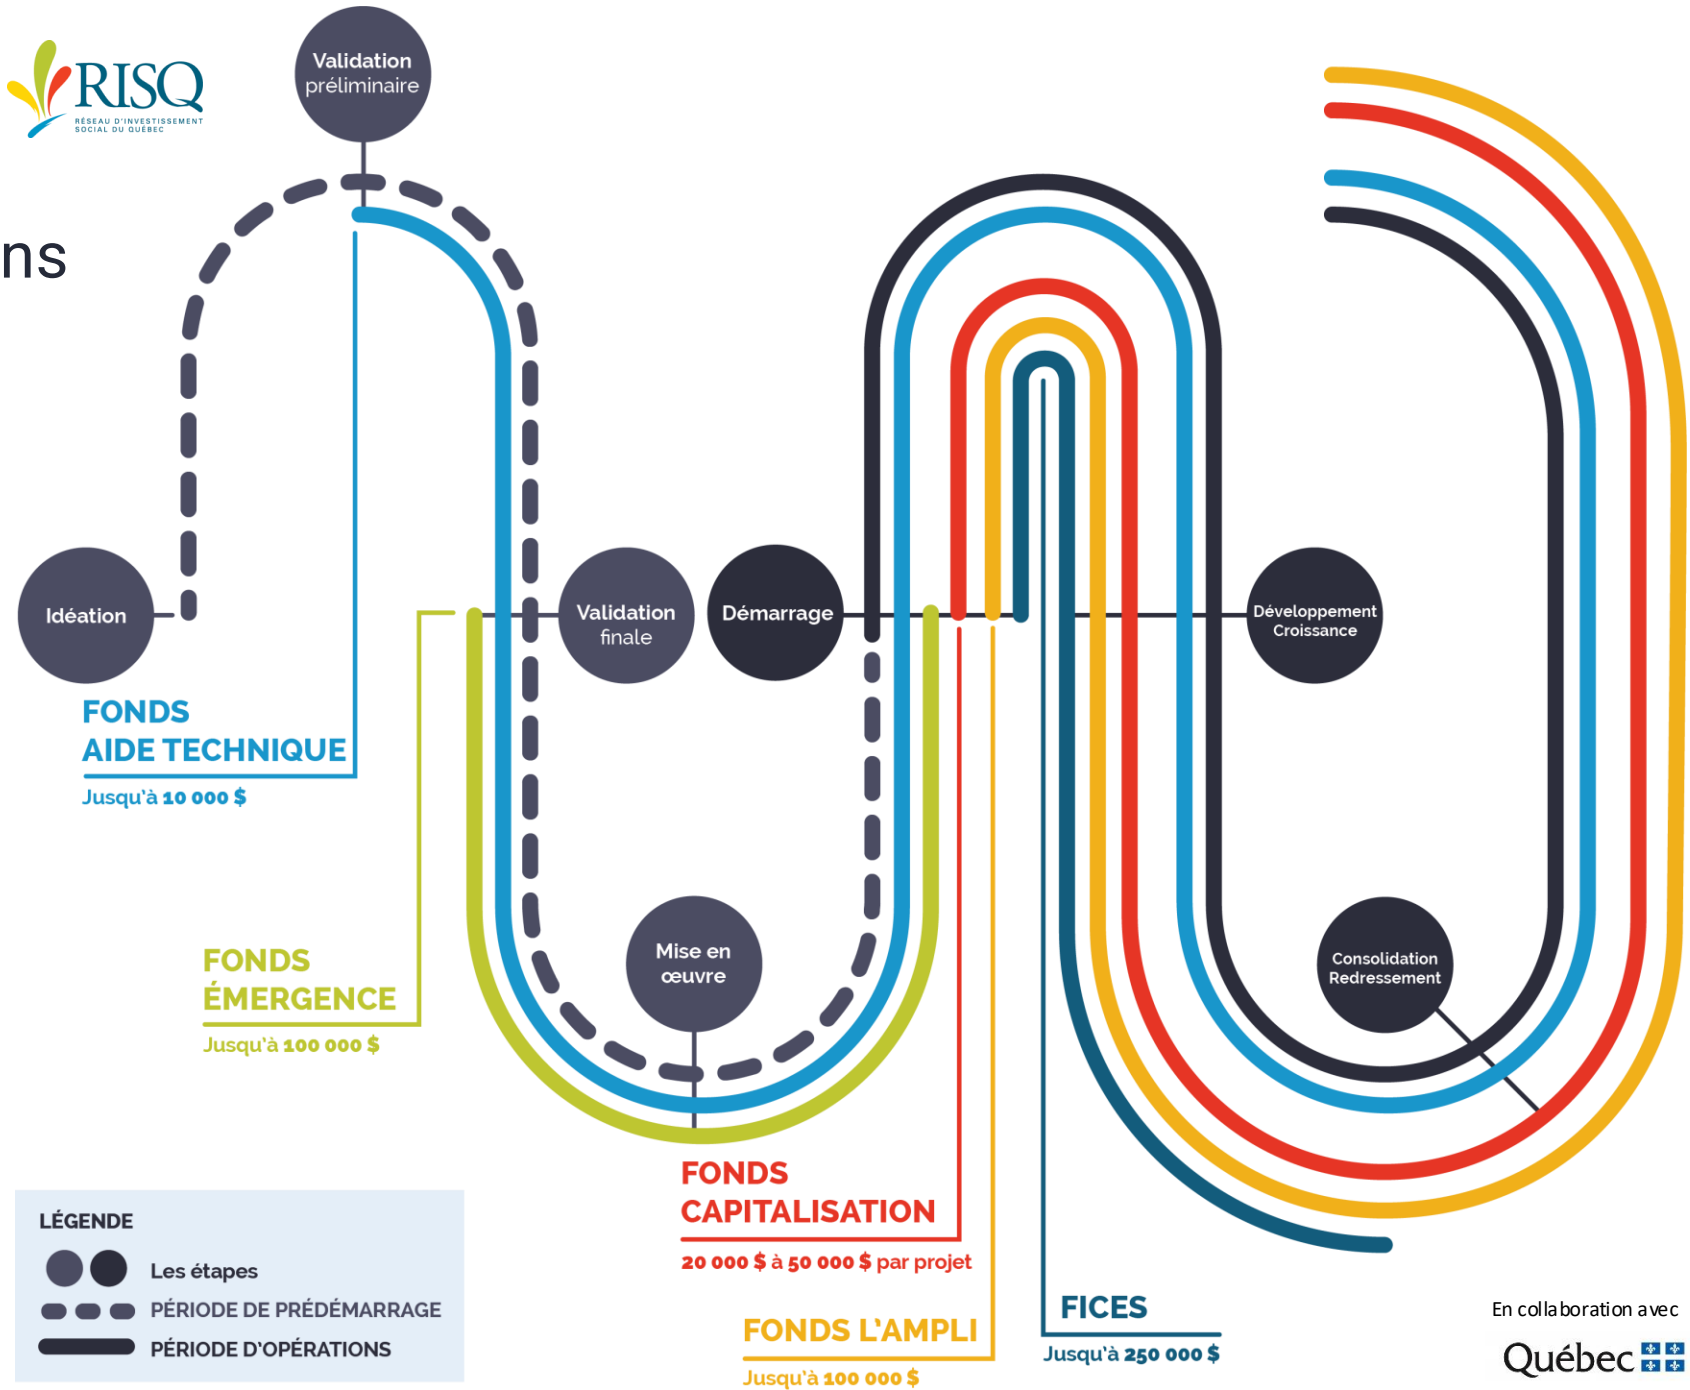 RISQ
RÉSEAU D'INVESTISSEMENT
SOCIAL DU QUÉBEC
ns
Validation
préliminaire
Idéation
Validation
finale
Démarrage
Développement
Croissance
FONDS
AIDE TECHNIQUE
Jusqu'à 10 000 $
FONDS
ÉMERGENCE
Jusqu'à 100 000 $
Mise en
œuvre
Consolidation
Redressement
FONDS
CAPITALISATION
20 000 $ à 50 000 $ par projet
FONDS L'AMPLI
Jusqu'à 100 000 $
FICES
Jusqu'à 250 000 $
LÉGENDE
Les étapes
PÉRIODE DE PRÉDÉMARRAGE
PÉRIODE D'OPÉRATIONS
En collaboration avec
Québec